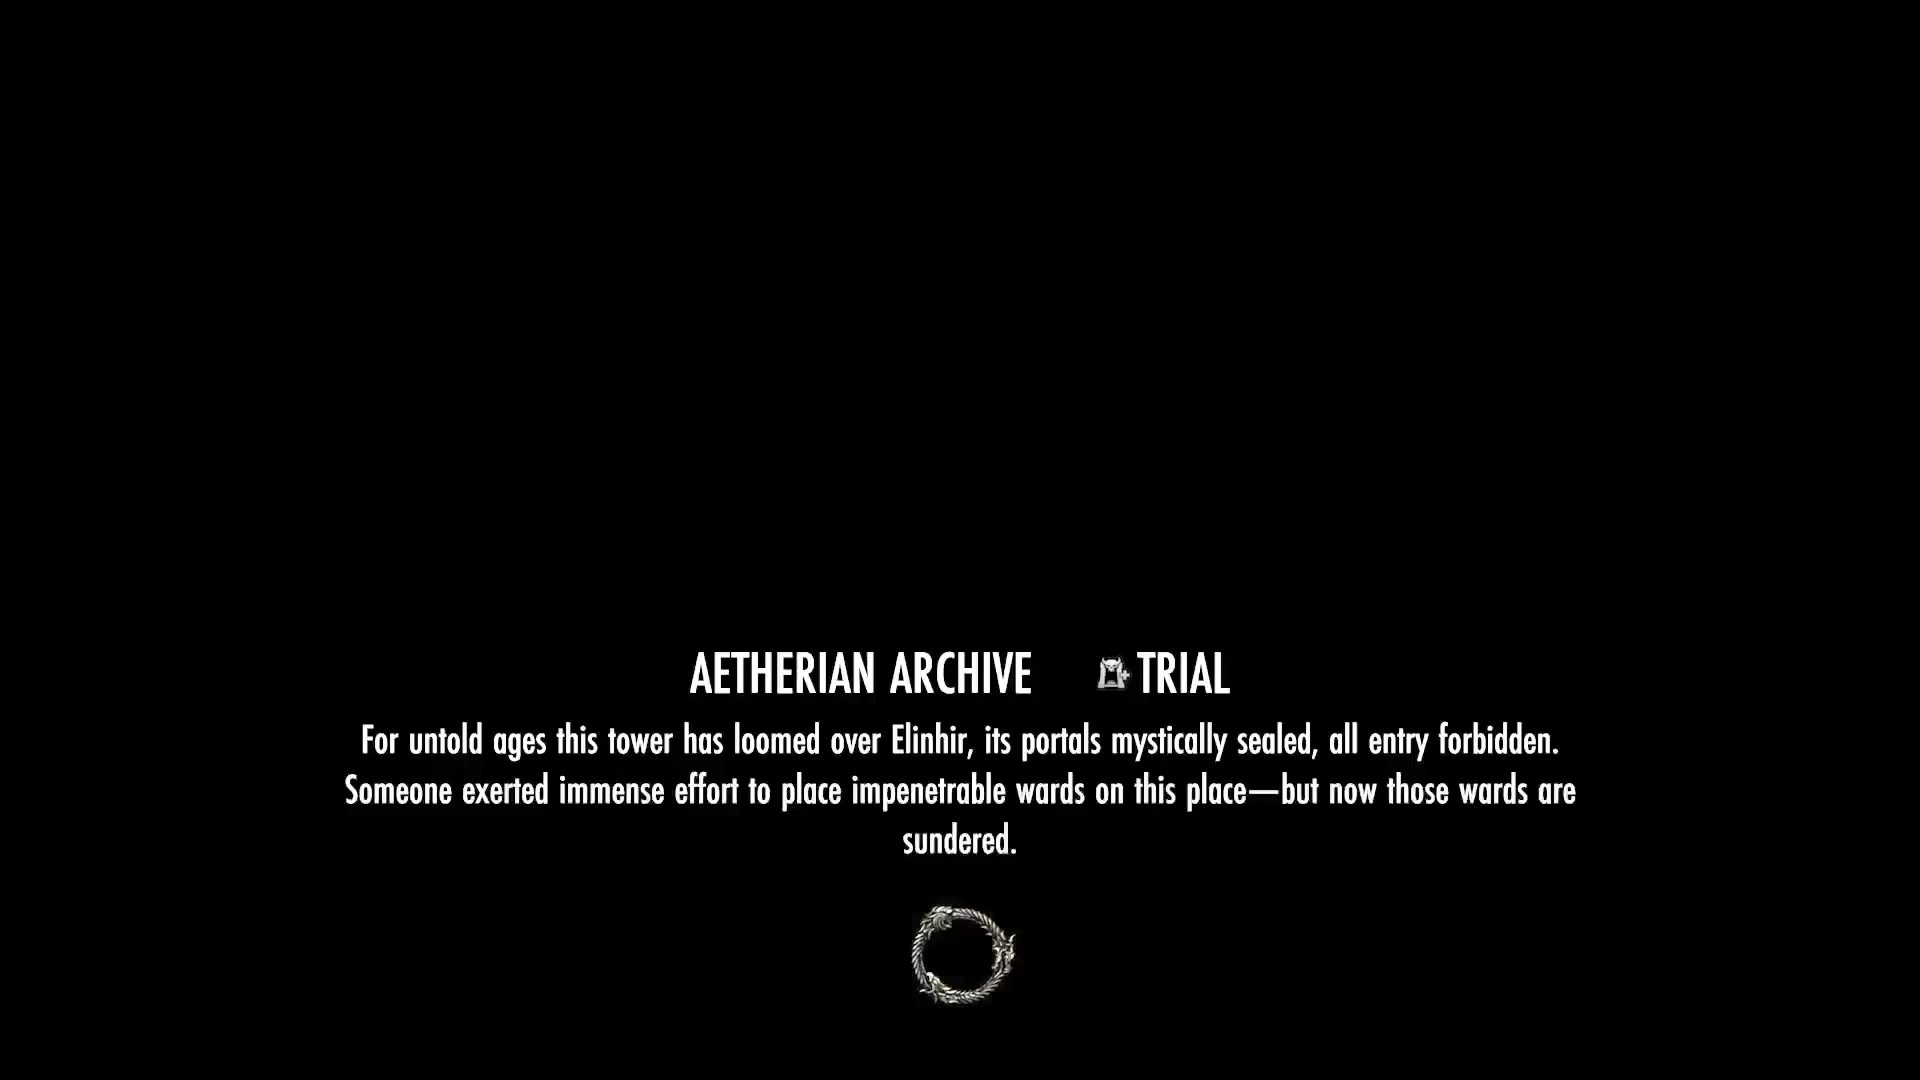 AETHERIAN ARCHIVE TRIAL
For untold ages this tower has loomed over Elinhir, its portals mystically sealed, all entry forbidden.
Someone exerted immense effort to place impenetrable wards on this place—but now those wards are
sundered.